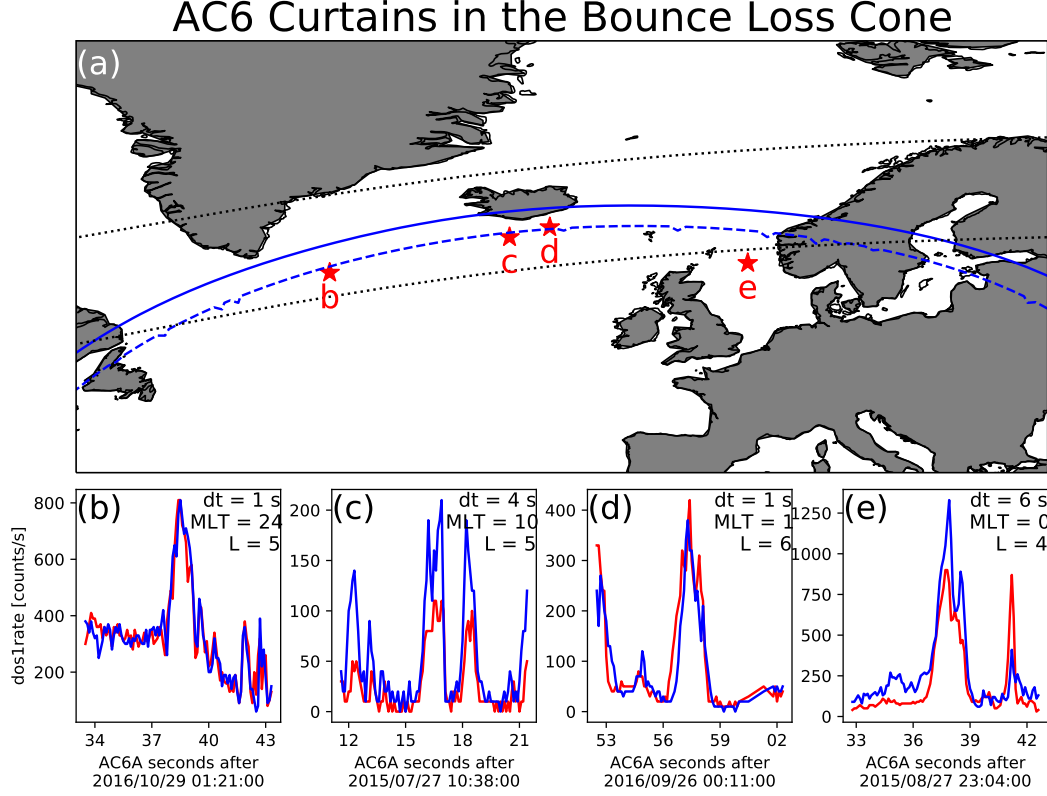 AC6 Curtains in the Bounce Loss Cone
(a)
b
c
d
e
dos1rate [counts/s]
(b)
dt = 1 s
MLT = 24
L = 5
800
600
400
200
34 37 40 43
AC6A seconds after
2016/10/29 01:21:00
(c)
dt = 4 s
MLT = 10
L = 5
200
150
100
50
0
12 15 18 21
AC6A seconds after
2015/07/27 10:38:00
(d)
dt = 1 s
MLT = 1
L = 6
400
300
200
100
0
53 56 59 02
AC6A seconds after
2016/09/26 00:11:00
(e)
dt = 6 s
MLT = 0
L = 4
1250
1000
750
500
250
0
33 36 39 42
AC6A seconds after
2015/08/27 23:04:00